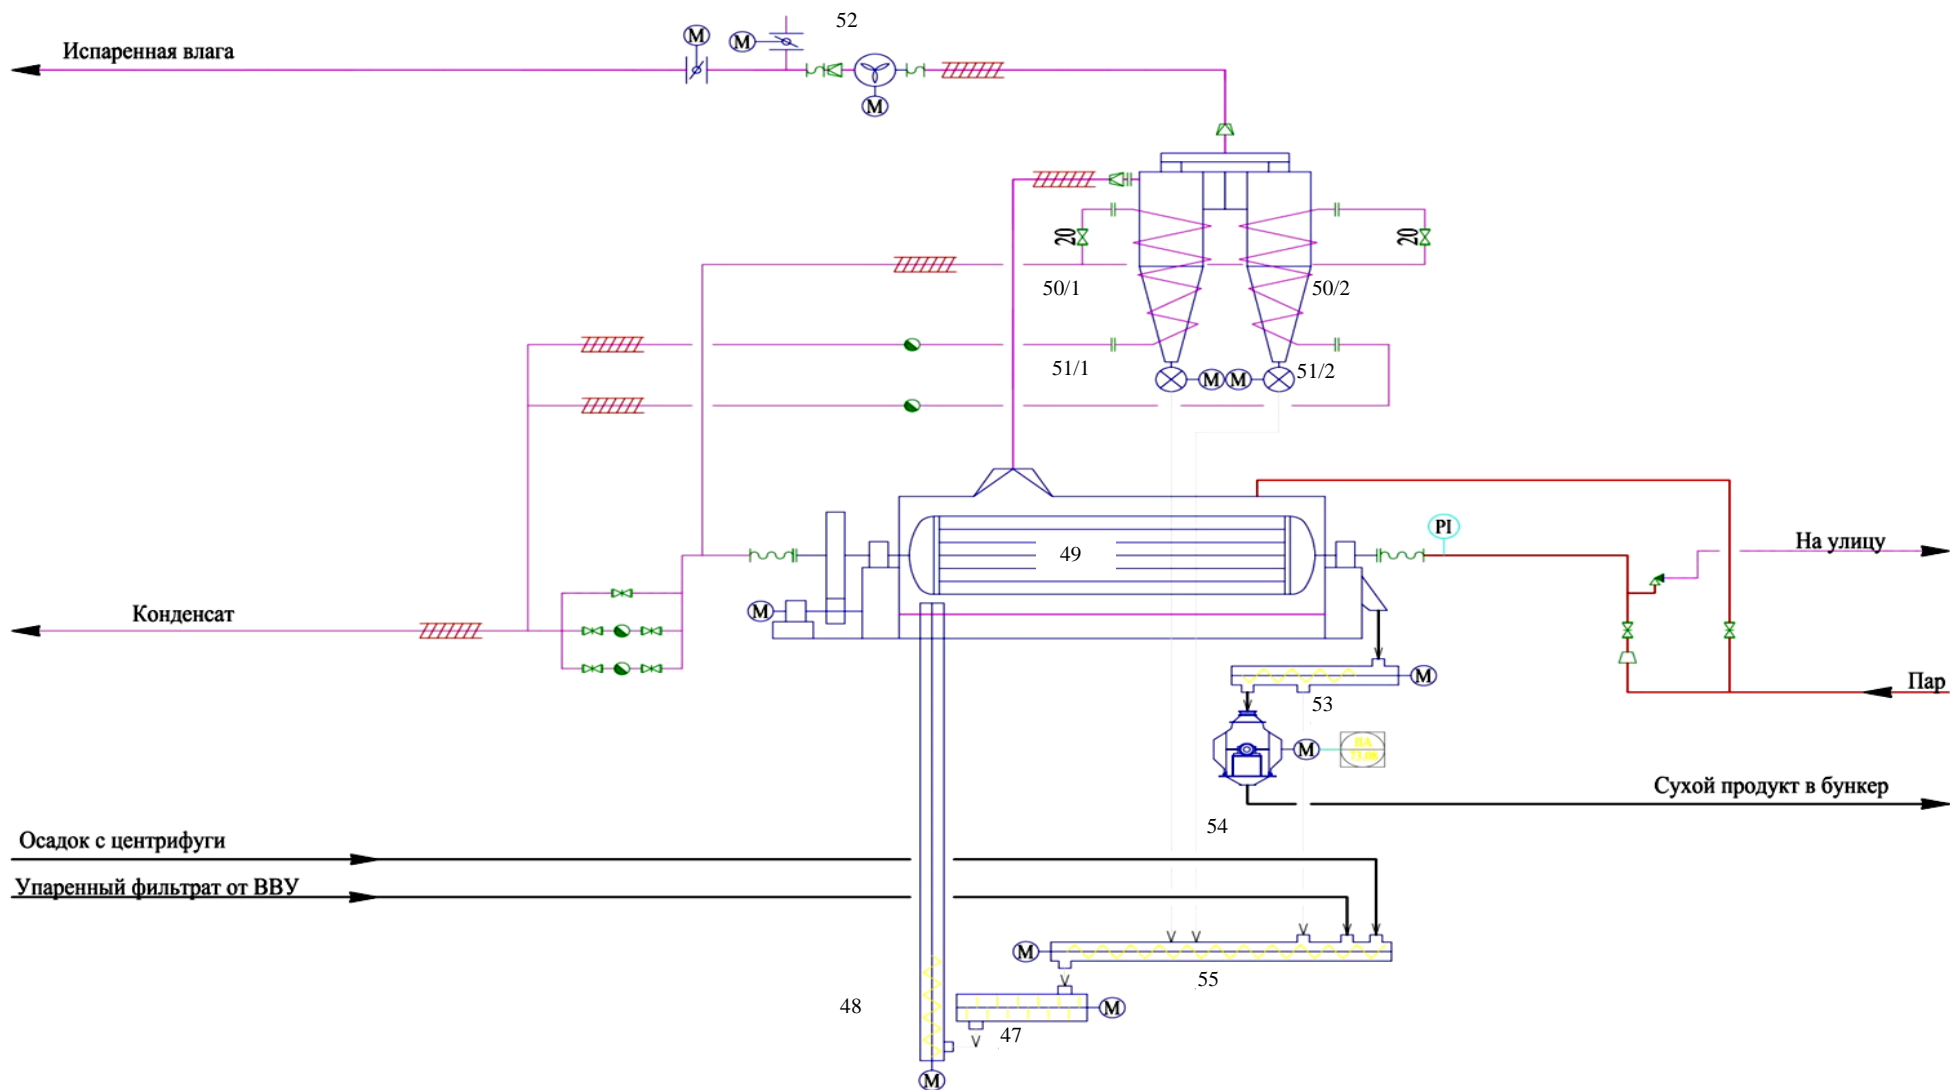 52
M
M
Испаренная влага
M
20
20
50/1
50/2
51/1
51/2
M
M
PI
На улицу
49
M
Конденсат
M
Пар
53
M
Сухой продукт в бункер
54
Осадок с центрифуги
Упаренный фильтрат от ВВУ
M
55
48
M
47
M